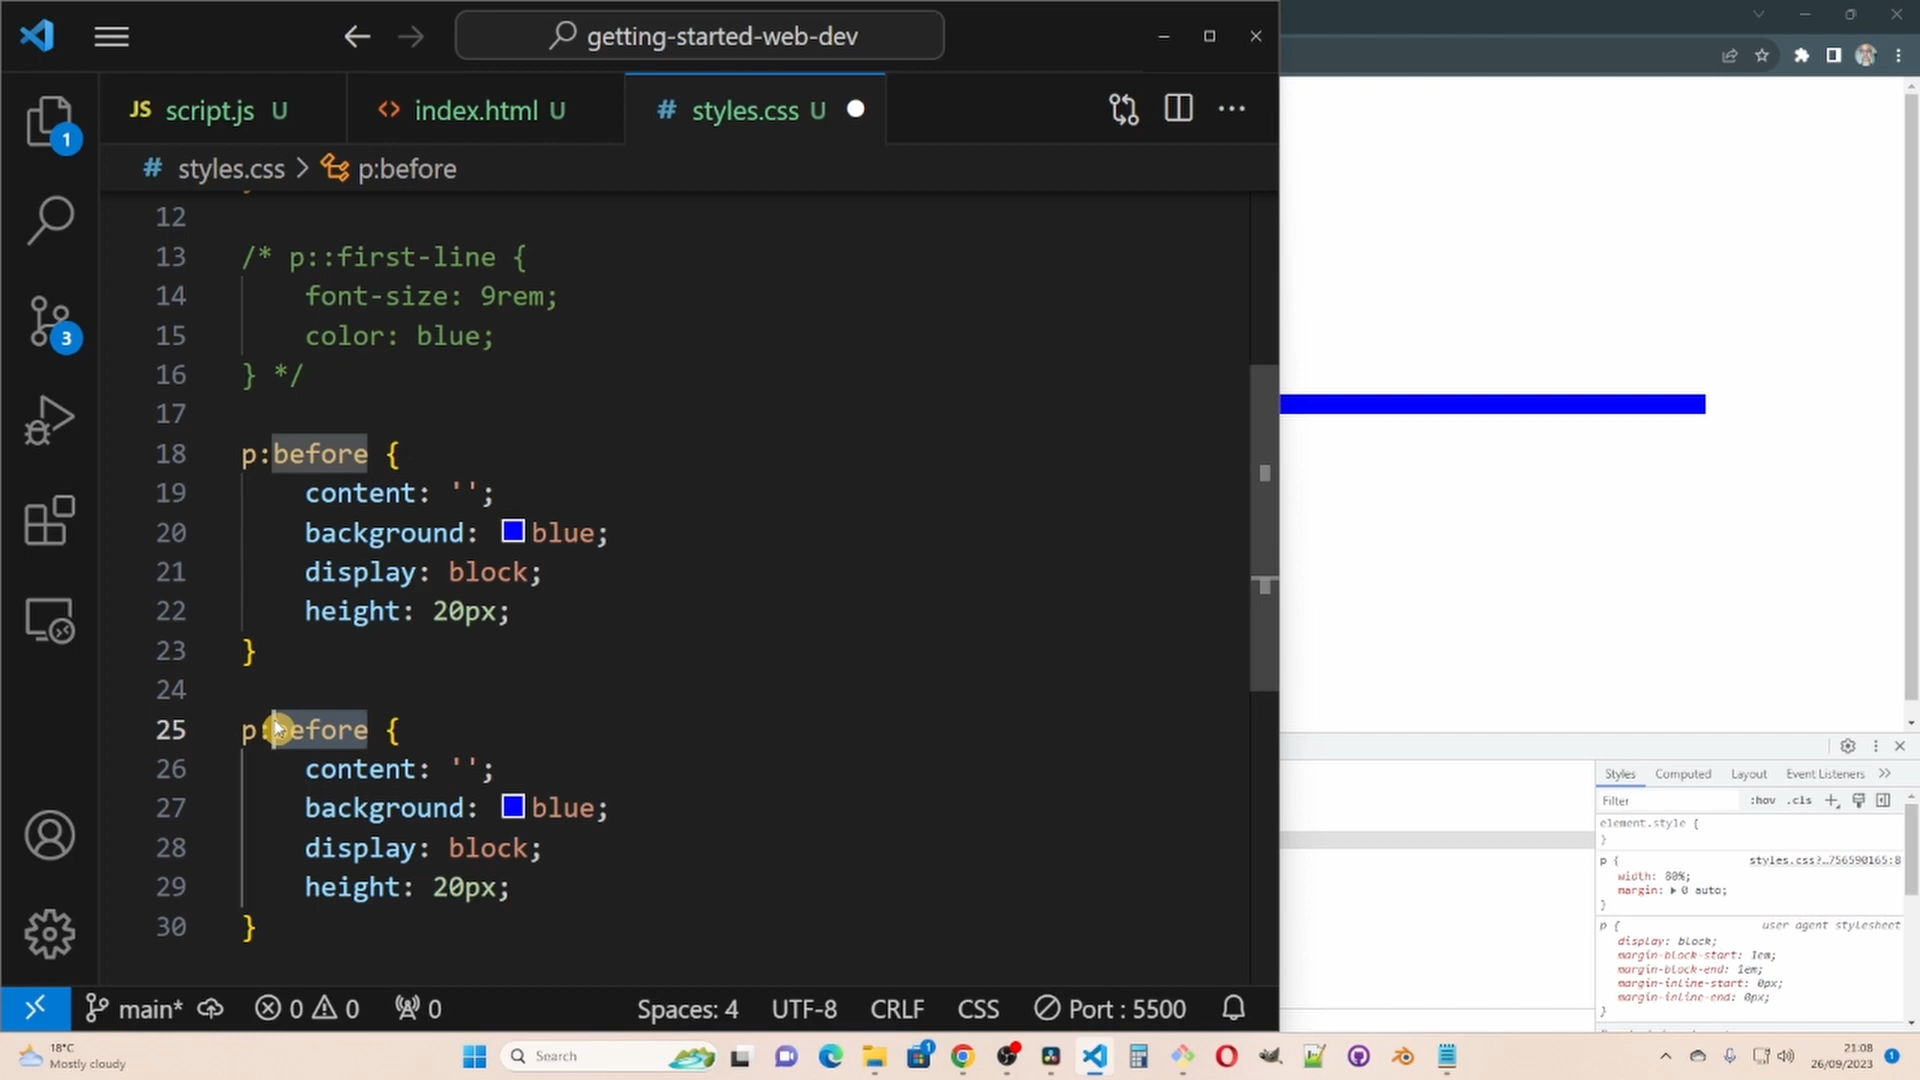 getting-started-web-dev
JS script.js U
<> index.html U
# styles.css U
1
# styles.css > p:before
12
13 /* p::first-line {
14 font-size: 9rem;
15 color: blue;
16 } */
17
18 p:before {
19 content: '';
20 background: blue;
21 display: block;
22 height: 20px;
23 }
24
25 p:before {
26 content: '';
27 background: blue;
28 display: block;
29 height: 20px;
30 }
3
Styles Computed Layout Event Listeners
Filter :hov .cls
element.style {
}
p { styles.css?…756590165:8
width: 80%;
margin: 0 auto;
}
p { user agent stylesheet
display: block;
margin-block-start: 1em;
margin-block-end: 1em;
margin-inline-start: 0px;
margin-inline-end: 0px;
}
main* 0 0 0 Spaces: 4 UTF-8 CRLF CSS Port : 5500
18°C
Mostly cloudy
Search
1
21:08
26/09/2023
1